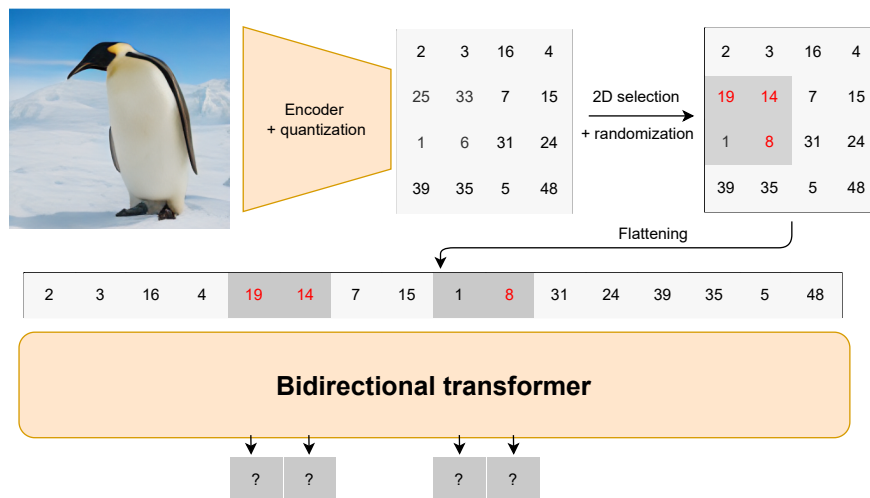 Encoder
+ quantization
2 3 16 4
25 33 7 15
1 6 31 24
39 35 5 48
2D selection
+ randomization
2 3 16 4
19 14 7 15
1 8 31 24
39 35 5 48
Flattening
2 3 16 4 19 14 7 15 1 8 31 24 39 35 5 48
Bidirectional transformer
? ? ? ?